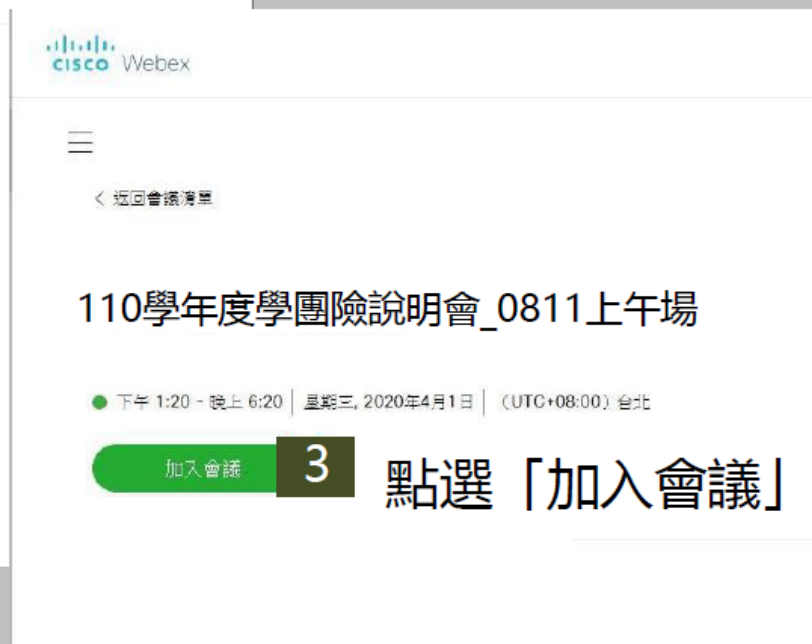 CISCO Webex
< 返回會議清單
110學年度學團險說明會_0811上午場
下午 1:20 - 晚上 6:20 | 星期三, 2020年4月1日 | (UTC+08:00) 台北
加入會議
3 點選「加入會議」